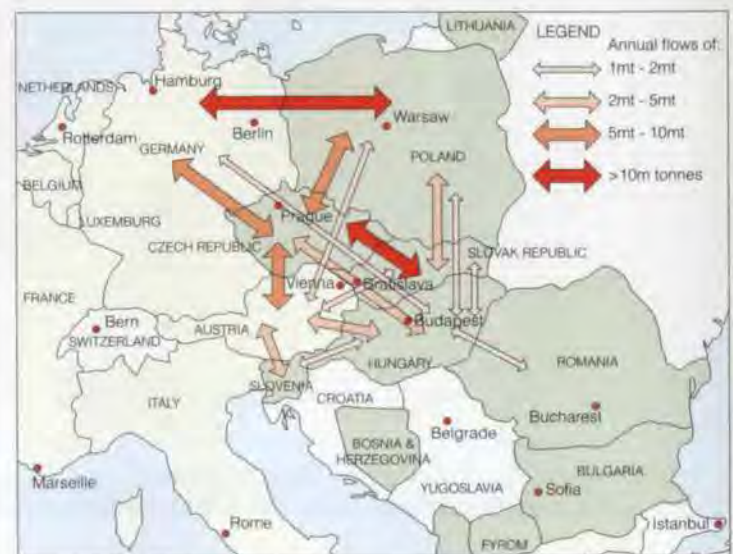 LITHUANIA
LEGEND
Annual flows of:
1mt - 2mt
2mt - 5mt
5mt - 10mt
>10m tonnes
NETHERLANDS
Hamburg
Rotterdam
Berlin
Warsaw
GERMANY
POLAND
BELGIUM
LUXEMBURG
Prague
CZECH REPUBLIC
SLOVAK REPUBLIC
Vienna
Bratislava
FRANCE
Bern
SWITZERLAND
AUSTRIA
Budapest
HUNGARY
ROMANIA
SLOVENIA
ITALY
CROATIA
Bucharest
Belgrade
BOSNIA &
HERZEGOVINA
BULGARIA
Marseille
YUGOSLAVIA
Sofia
Rome
Istanbul
FYROM